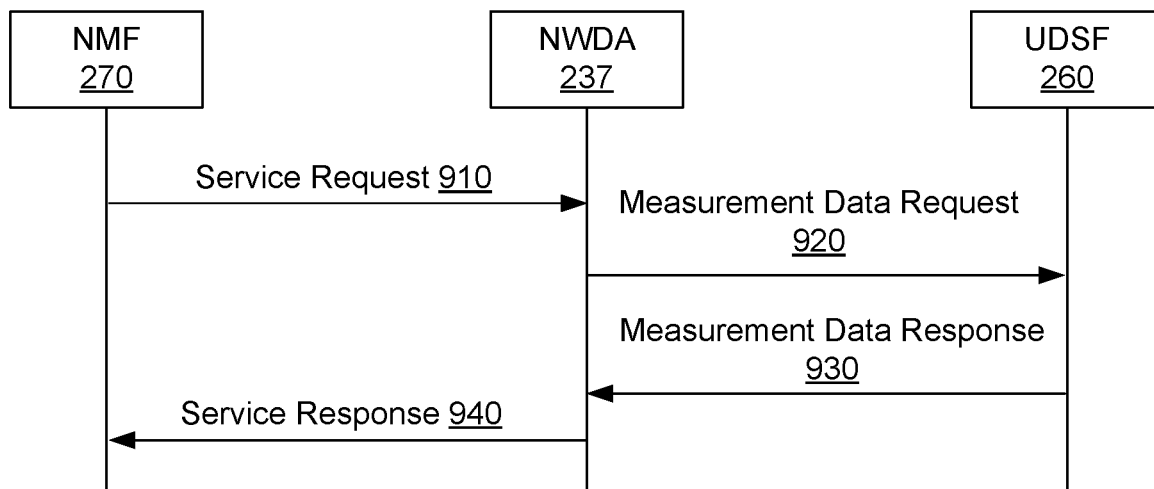 NMF
270
NWDA
237
UDSF
260
Service Request 910
Measurement Data Request
920
Measurement Data Response
930
Service Response 940